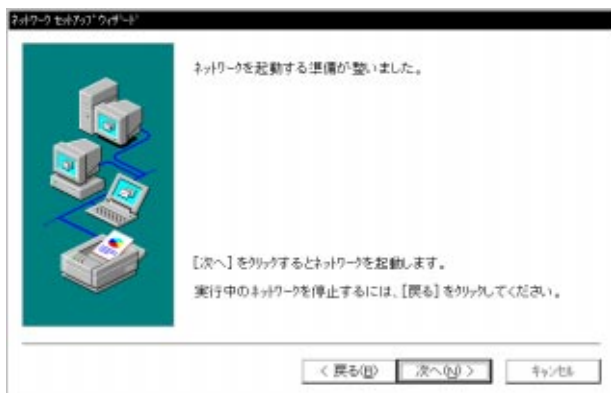 ﾈｯﾄﾜｰｸ ｾｯﾄｱｯﾌﾟ ｳｨｻﾞｰﾄﾞ
ﾈｯﾄﾜｰｸを起動する準備が整いました。
[次へ] をｸﾘｯｸするとﾈｯﾄﾜｰｸを起動します。
実行中のﾈｯﾄﾜｰｸを停止するには、[戻る] をｸﾘｯｸしてください。
< 戻る(B)
次へ(N) >
ｷｬﾝｾﾙ